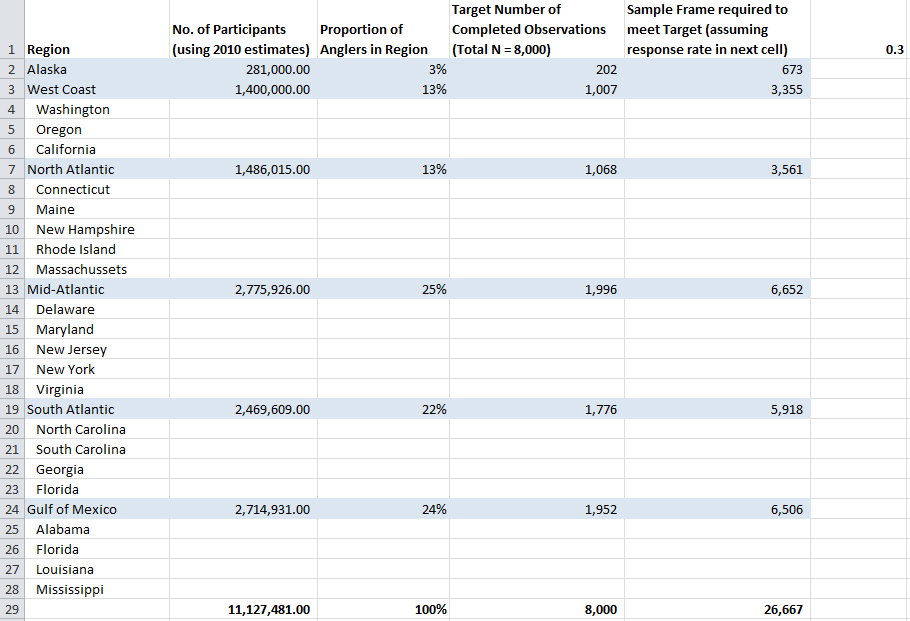 Target Number of Sample Frame required to
No. of Participants Proportion of Completed Observations meet Target (assuming
1 Region (using 2010 estimates) Anglers in Region (Total N = 8,000) response rate in next cell) 0.3
2 Alaska 281,000.00 3% 202 673
3 West Coast 1,400,000.00 13% 1,007 3,355
4 Washington
5 Oregon
6 California
7 North Atlantic 1,486,015.00 13% 1,068 3,561
8 Connecticut
9 Maine
10 New Hampshire
11 Rhode Island
12 Massachussets
13 Mid-Atlantic 2,775,926.00 25% 1,996 6,652
14 Delaware
15 Maryland
16 New Jersey
17 New York
18 Virginia
19 South Atlantic 2,469,609.00 22% 1,776 5,918
20 North Carolina
21 South Carolina
22 Georgia
23 Florida
24 Gulf of Mexico 2,714,931.00 24% 1,952 6,506
25 Alabama
26 Florida
27 Louisiana
28 Mississippi
29 11,127,481.00 100% 8,000 26,667